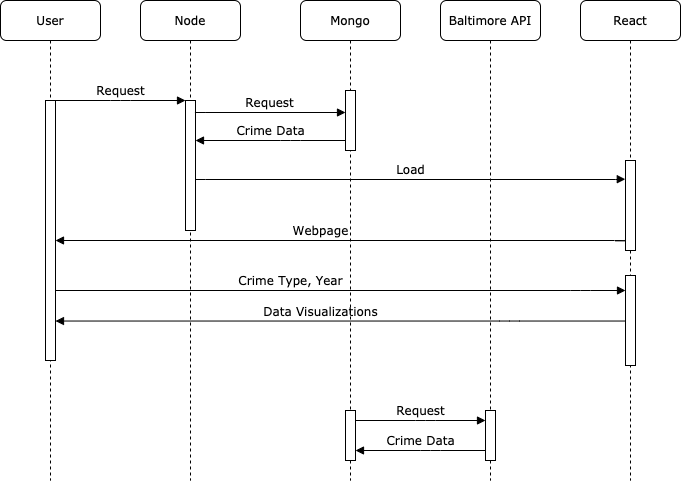 User
Node
Mongo
Baltimore API
React
Request
Request
Crime Data
Load
Webpage
Crime Type, Year
Data Visualizations
Request
Crime Data